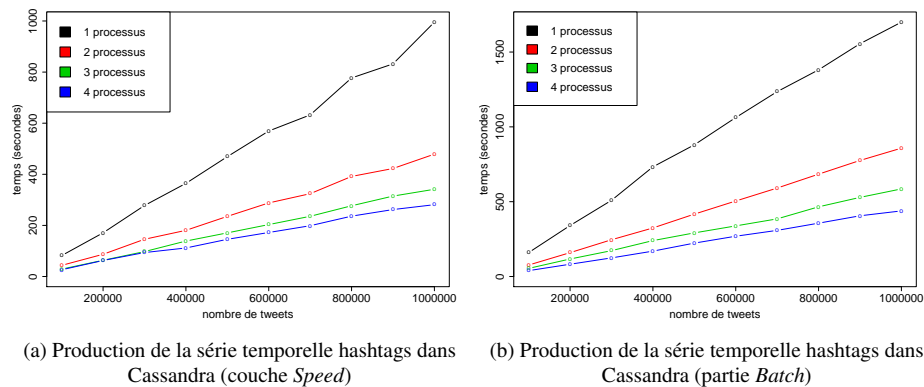 1 processus
2 processus
3 processus
4 processus
temps (secondes)
0
200
400
600
800
1000
200000
400000
600000
800000
1000000
nombre de tweets
(a) Production de la série temporelle hashtags dans
Cassandra (couche Speed)
1 processus
2 processus
3 processus
4 processus
temps (secondes)
0
500
1000
1500
200000
400000
600000
800000
1000000
nombre de tweets
(b) Production de la série temporelle hashtags dans
Cassandra (partie Batch)